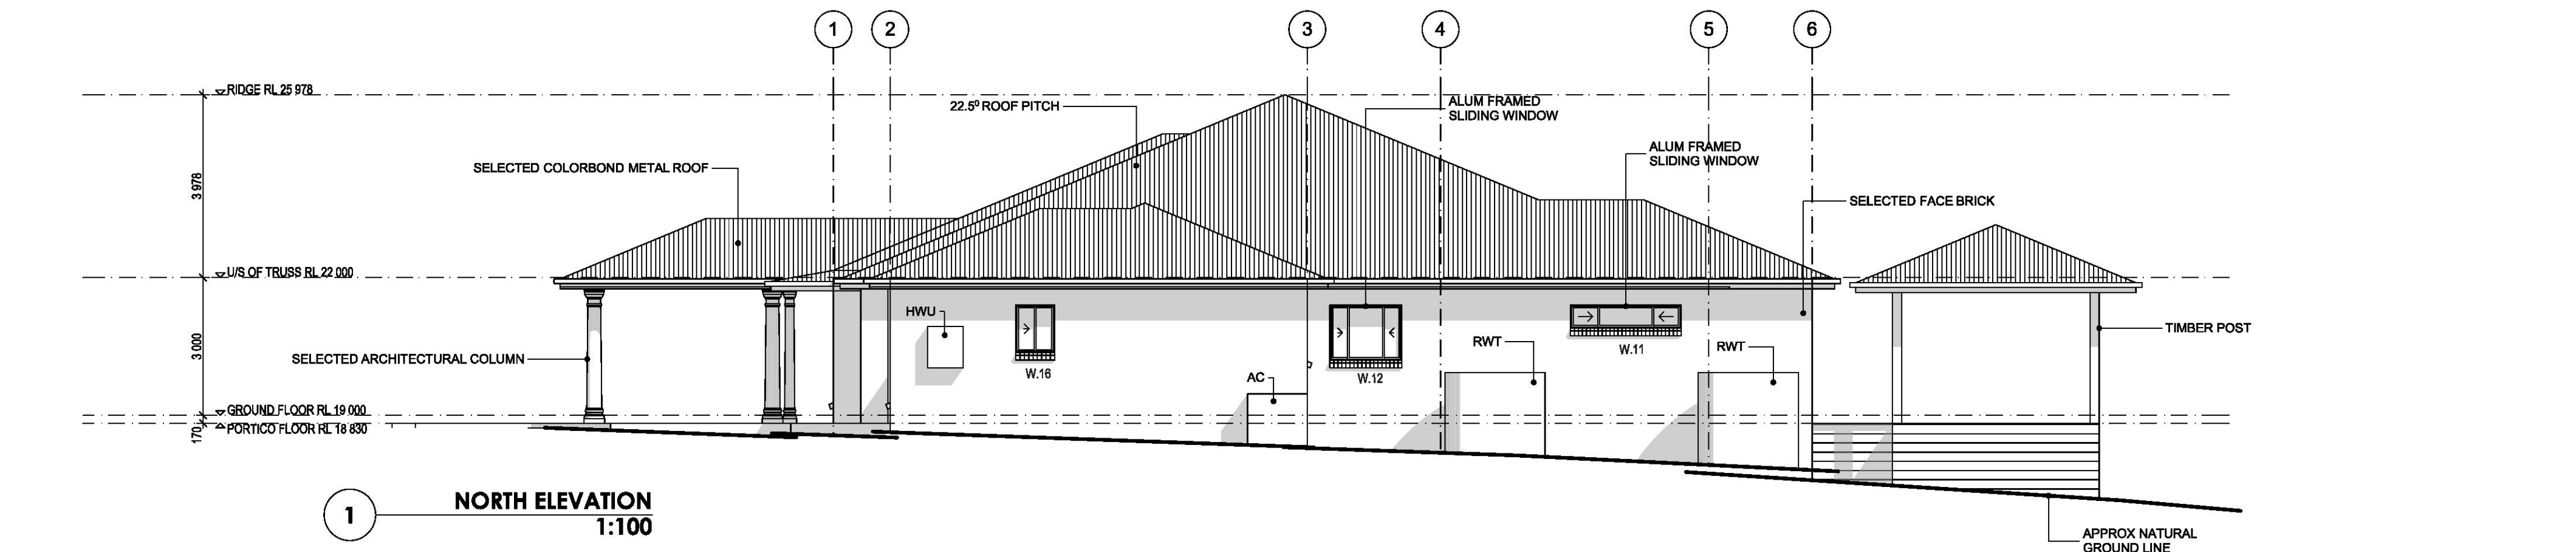 1
2
3
4
5
6
RIDGE RL 25 978
22.5⁰ ROOF PITCH
ALUM FRAMED
SLIDING WINDOW
ALUM FRAMED
SLIDING WINDOW
SELECTED COLORBOND METAL ROOF
3 978
SELECTED FACE BRICK
U/S OF TRUSS RL 22 000
HWU
TIMBER POST
3 000
SELECTED ARCHITECTURAL COLUMN
W.16
W.12
W.11
RWT
RWT
AC
GROUND FLOOR RL 19 000
PORTICO FLOOR RL 18 830
170
1
NORTH ELEVATION
1:100
APPROX NATURAL
GROUND LINE